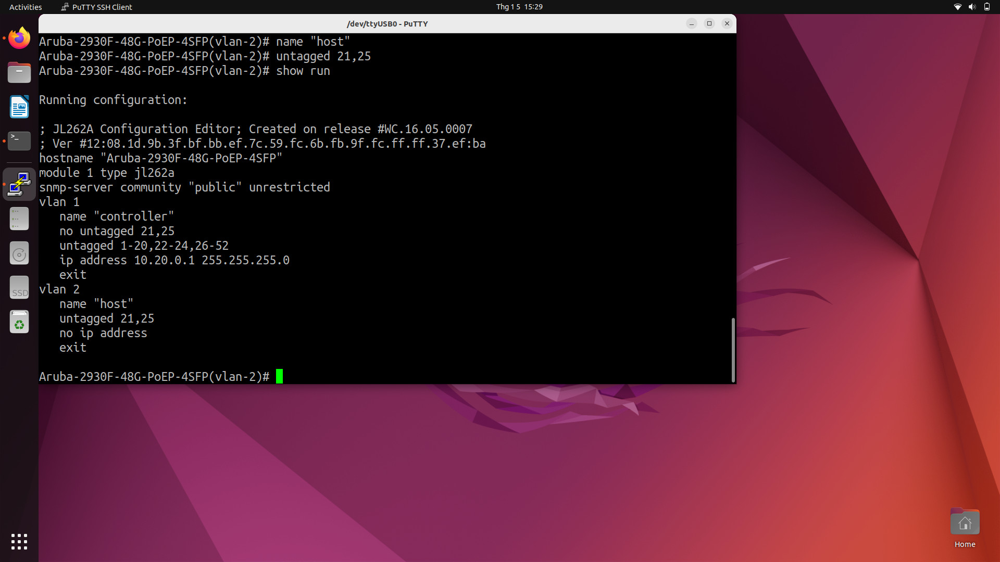 Activities
PuTTY SSH Client
Thg 1 5 15:29
/dev/ttyUSB0 - PuTTY
Aruba-2930F-48G-PoEP-4SFP(vlan-2)# name "host"
Aruba-2930F-48G-PoEP-4SFP(vlan-2)# untagged 21,25
Aruba-2930F-48G-PoEP-4SFP(vlan-2)# show run
Running configuration:
; JL262A Configuration Editor; Created on release #WC.16.05.0007
; Ver #12:08.1d.9b.3f.bf.bb.ef.7c.59.fc.6b.fb.9f.fc.ff.ff.37.ef:ba
hostname "Aruba-2930F-48G-PoEP-4SFP"
module 1 type jl262a
snmp-server community "public" unrestricted
vlan 1
name "controller"
no untagged 21,25
untagged 1-20,22-24,26-52
ip address 10.20.0.1 255.255.255.0
exit
vlan 2
name "host"
untagged 21,25
no ip address
exit
Aruba-2930F-48G-PoEP-4SFP(vlan-2)#
SSD
Home